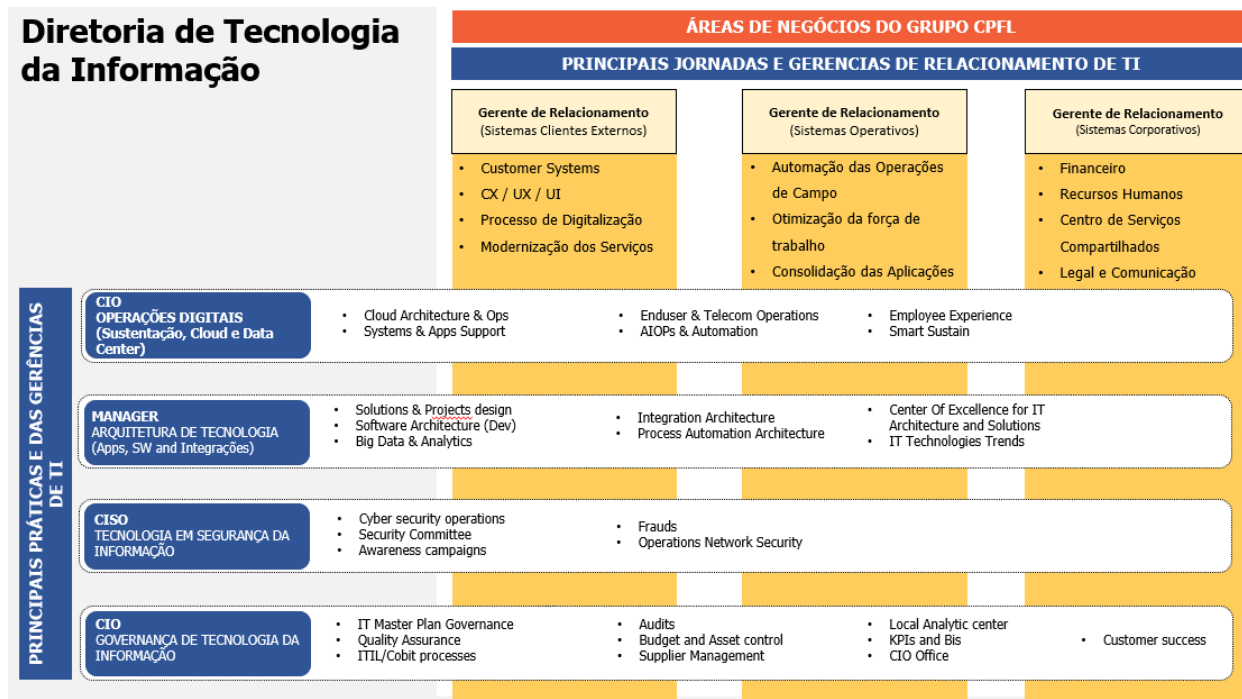 Diretoria de Tecnologia
da Informação
ÁREAS DE NEGÓCIOS DO GRUPO CPFL
PRINCIPAIS JORNADAS E GERENCIAS DE RELACIONAMENTO DE TI
Gerente de Relacionamento
(Sistemas Clientes Externos)
• Customer Systems
• CX / UX / UI
• Processo de Digitalização
• Modernização dos Serviços
Gerente de Relacionamento
(Sistemas Operativos)
• Automação das Operações
de Campo
• Otimização da força de
trabalho
• Consolidação das Aplicações
Gerente de Relacionamento
(Sistemas Corporativos)
• Financeiro
• Recursos Humanos
• Centro de Serviços
Compartilhados
• Legal e Comunicação
PRINCIPAIS PRÁTICAS E DAS GERÊNCIAS
DE TI
CIO
OPERAÇÕES DIGITAIS
(Sustentação, Cloud e Data
Center)
• Cloud Architecture & Ops
• Systems & Apps Support
• Enduser & Telecom Operations
• AIOPs & Automation
• Employee Experience
• Smart Sustain
MANAGER
ARQUITETURA DE TECNOLOGIA
(Apps, SW and Integrações)
• Solutions & Projects design
• Software Architecture (Dev)
• Big Data & Analytics
• Integration Architecture
• Process Automation Architecture
• Center Of Excellence for IT
Architecture and Solutions
• IT Technologies Trends
CISO
TECNOLOGIA EM SEGURANÇA DA
INFORMAÇÃO
• Cyber security operations
• Security Committee
• Awareness campaigns
• Frauds
• Operations Network Security
CIO
GOVERNANÇA DE TECNOLOGIA DA
INFORMAÇÃO
• IT Master Plan Governance
• Quality Assurance
• ITIL/Cobit processes
• Audits
• Budget and Asset control
• Supplier Management
• Local Analytic center
• KPIs and Bis
• CIO Office
• Customer success